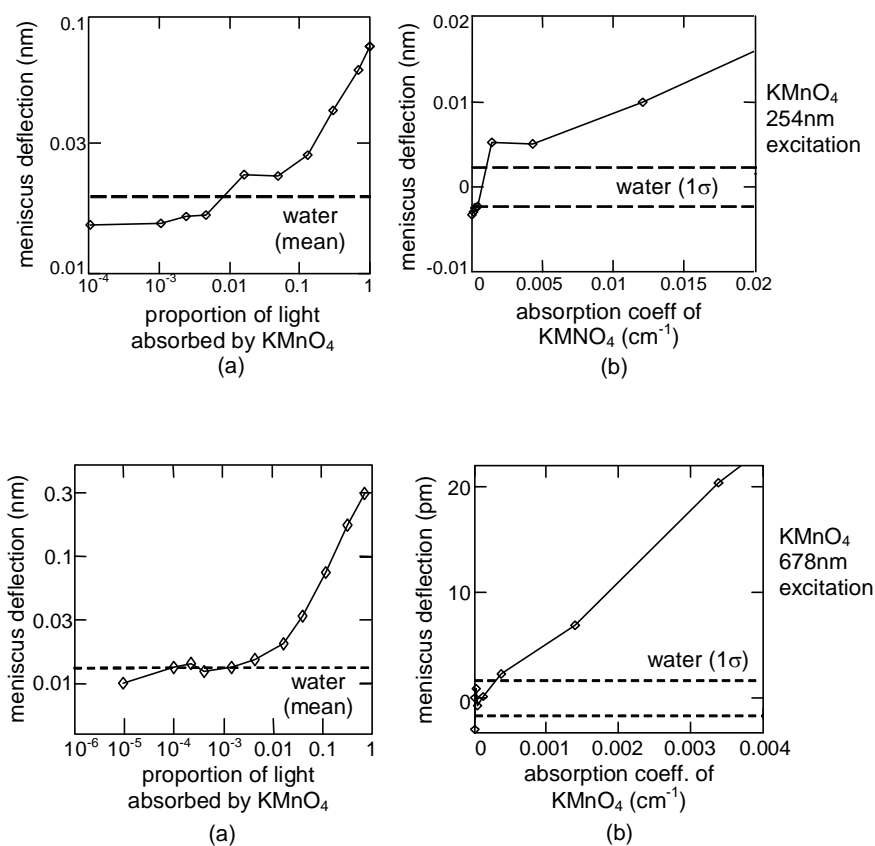 0.1
0.03
0.01
meniscus deflection (nm)
water
(mean)
10⁻⁴ 10⁻³ 0.01 0.1 1
proportion of light
absorbed by KMnO₄
(a)
0.02
0.01
0
-0.01
meniscus deflection (nm)
water (1σ)
0 0.005 0.01 0.015 0.02
absorption coeff of
KMNO₄ (cm⁻¹)
(b)
KMnO₄
254nm
excitation
0.3
0.1
0.03
0.01
meniscus deflection (nm)
water
(mean)
10⁻⁶ 10⁻⁵ 10⁻⁴ 10⁻³ 0.01 0.1 1
proportion of light
absorbed by KMnO₄
(a)
20
10
0
meniscus deflection (pm)
water (1σ)
0 0.001 0.002 0.003 0.004
absorption coeff. of
KMnO₄ (cm⁻¹)
(b)
KMnO₄
678nm
excitation